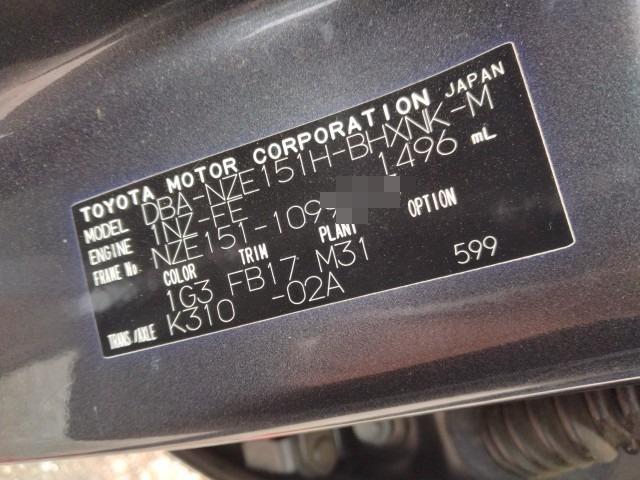 TOYOTA MOTOR CORPORATION JAPAN
MODEL DBA-NZE151H-BHXNK-M
ENGINE 1NZ-FE 1496 mL
FRAME No. NZE151-109
COLOR TRIM PLANT OPTION
1G3 FB17 M31
TRANS/AXLE K310 -02A 599